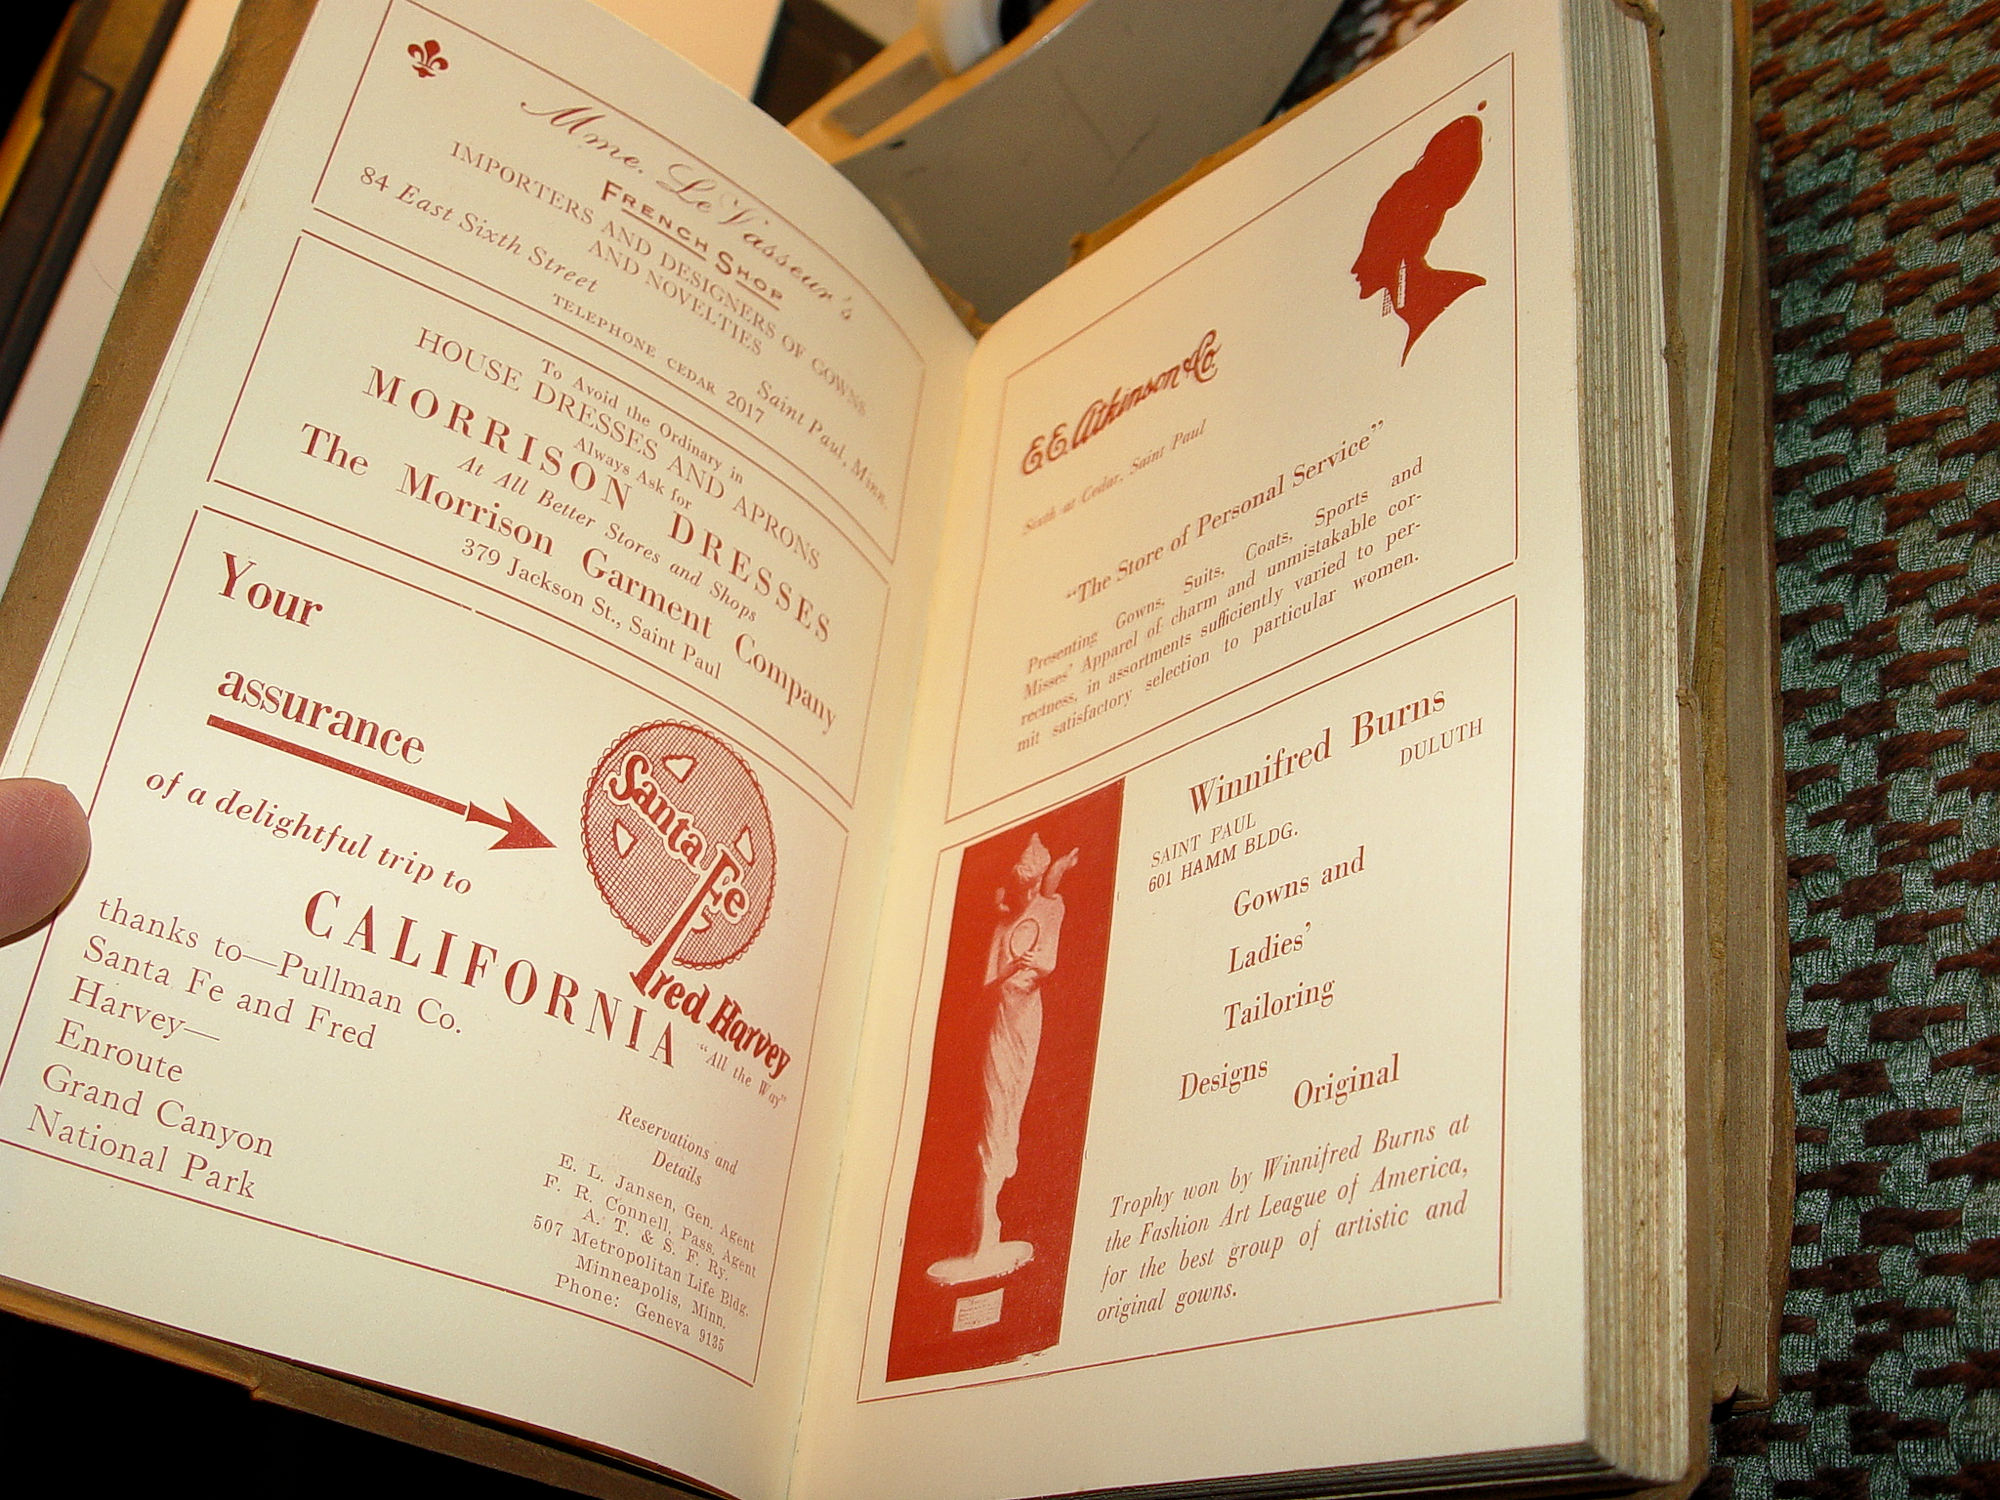 Mme. Le Vasseur's
FRENCH SHOP
IMPORTERS AND DESIGNERS OF GOWNS
AND NOVELTIES
84 East Sixth Street
Saint Paul, Minn.
TELEPHONE CEDAR 2017
To Avoid the Ordinary in
HOUSE DRESSES AND APRONS
Always Ask for
MORRISON DRESSES
At All Better Stores and Shops
The Morrison Garment Company
379 Jackson St., Saint Paul
Your
assurance
of a delightful trip to
CALIFORNIA
Santa Fe
Fred Harvey
"All the Way"
thanks to—Pullman Co.
Santa Fe and Fred
Harvey—
Enroute
Grand Canyon
National Park
Reservations and
Details
E. L. Jansen, Gen. Agent
F. R. Connell, Pass. Agent
A. T. & S. F. Ry.
507 Metropolitan Life Bldg.
Minneapolis, Minn.
Phone: Geneva 9135
E.E. Atkinson & Co
Sixth at Cedar, Saint Paul
"The Store of Personal Service"
Presenting Gowns, Suits, Coats, Sports and
Misses' Apparel of charm and unmistakable cor-
rectness, in assortments sufficiently varied to per-
mit satisfactory selection to particular women.
Winnifred Burns
DULUTH
SAINT PAUL
601 HAMM BLDG.
Gowns and
Ladies'
Tailoring
Designs
Original
Trophy won by Winnifred Burns at
the Fashion Art League of America,
for the best group of artistic and
original gowns.